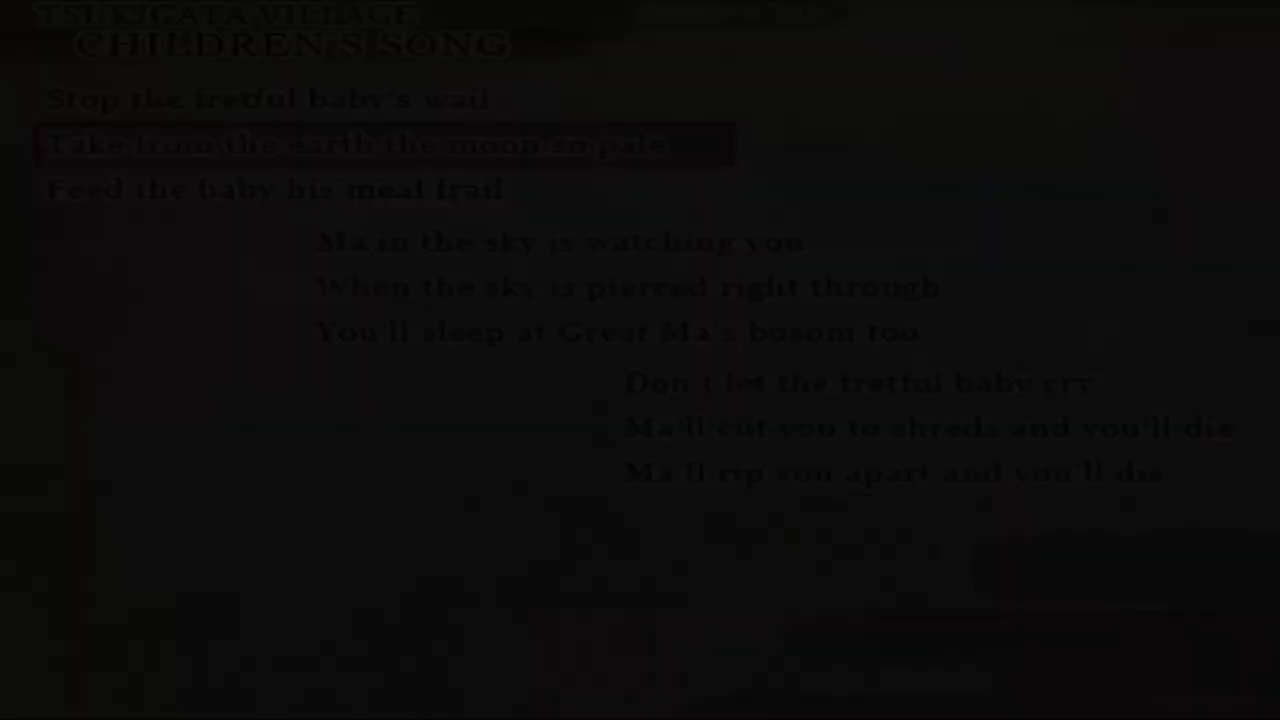 TSUKIGATA VILLAGE
CHILDREN'S SONG
Stop the fretful baby's wail
Take from the earth the moon so pale
Feed the baby his meal frail
Ma in the sky is watching you
When the sky is pierced right through
You'll sleep at Great Ma's bosom too
Don't let the fretful baby cry
Ma'll cut you to shreds and you'll die
Ma'll rip you apart and you'll die